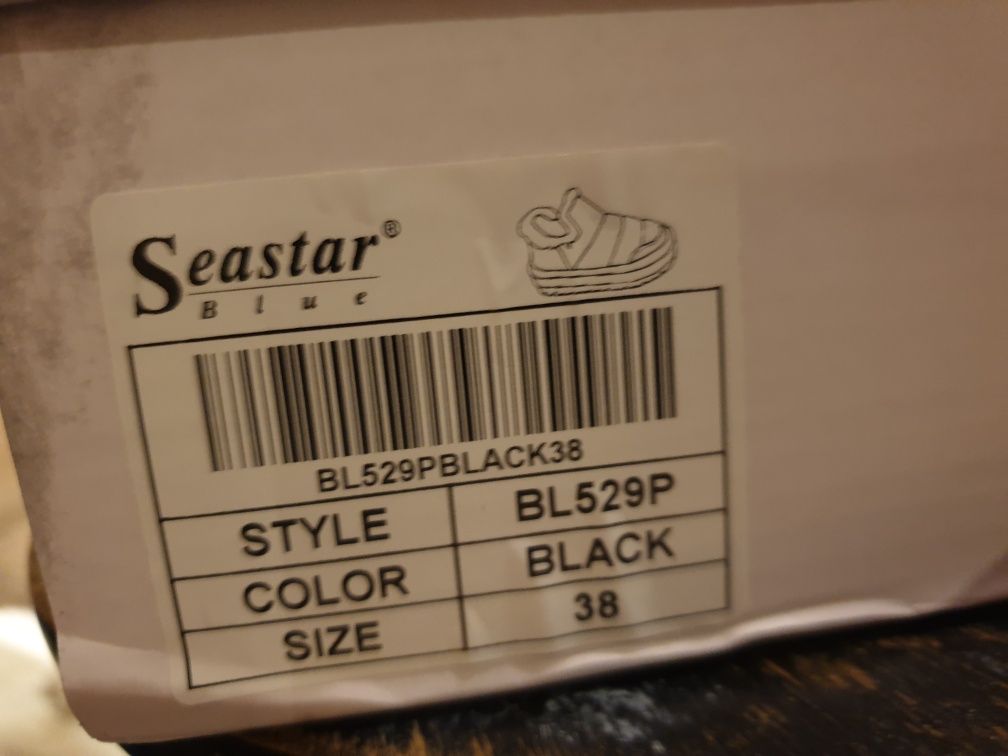 Seastar®
Blue
BL529PBLACK38
STYLE BL529P
COLOR BLACK
SIZE 38